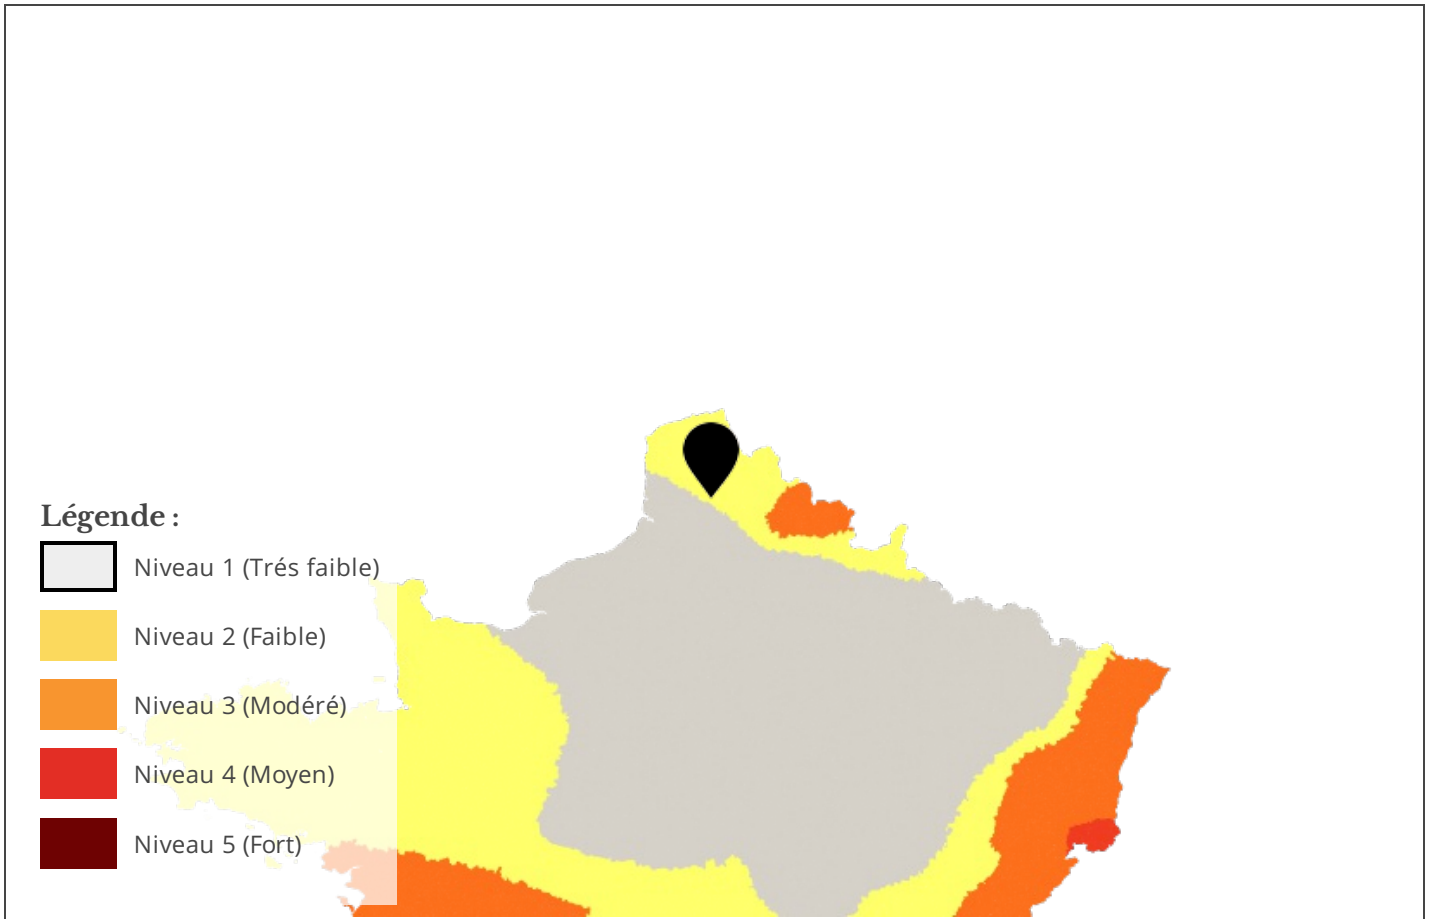 Légende :
Niveau 1 (Trés faible)
Niveau 2 (Faible)
Niveau 3 (Modéré)
Niveau 4 (Moyen)
Niveau 5 (Fort)